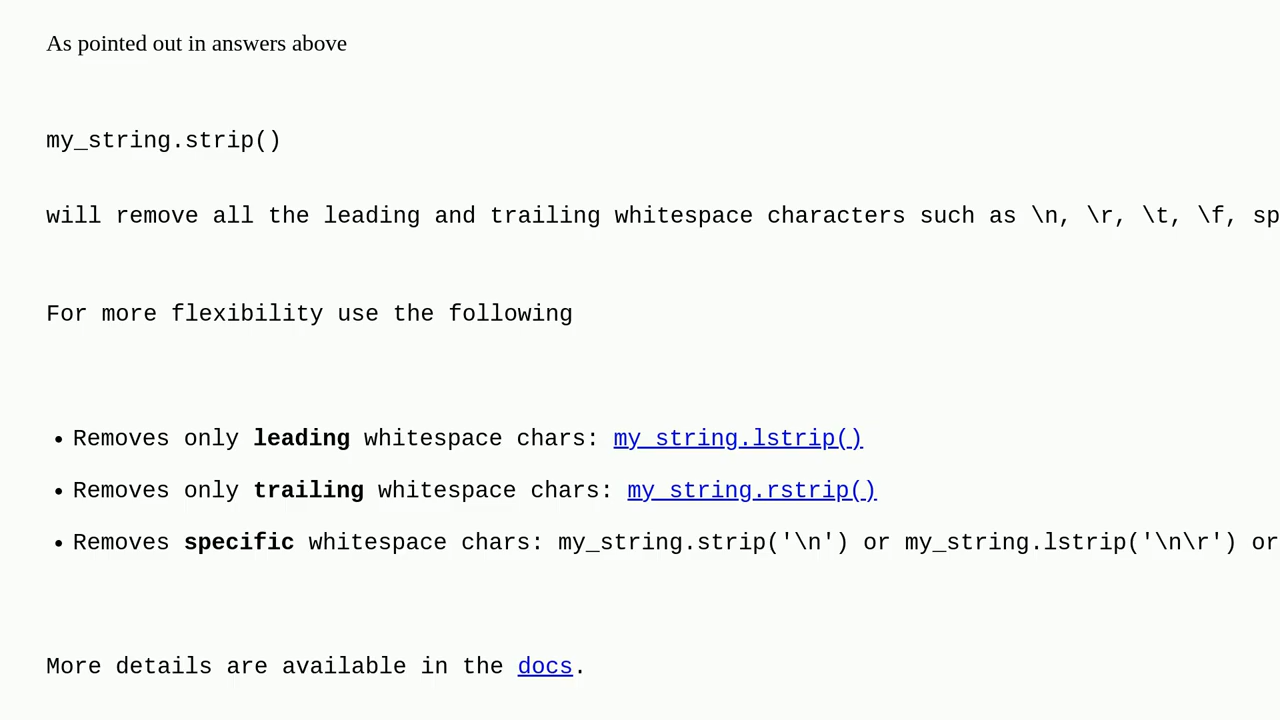 As pointed out in answers above
my_string.strip()
will remove all the leading and trailing whitespace characters such as \n, \r, \t, \f, sp
For more flexibility use the following
• Removes only leading whitespace chars: my_string.lstrip()
• Removes only trailing whitespace chars: my_string.rstrip()
• Removes specific whitespace chars: my_string.strip('\n') or my_string.lstrip('\n\r') or
More details are available in the docs.